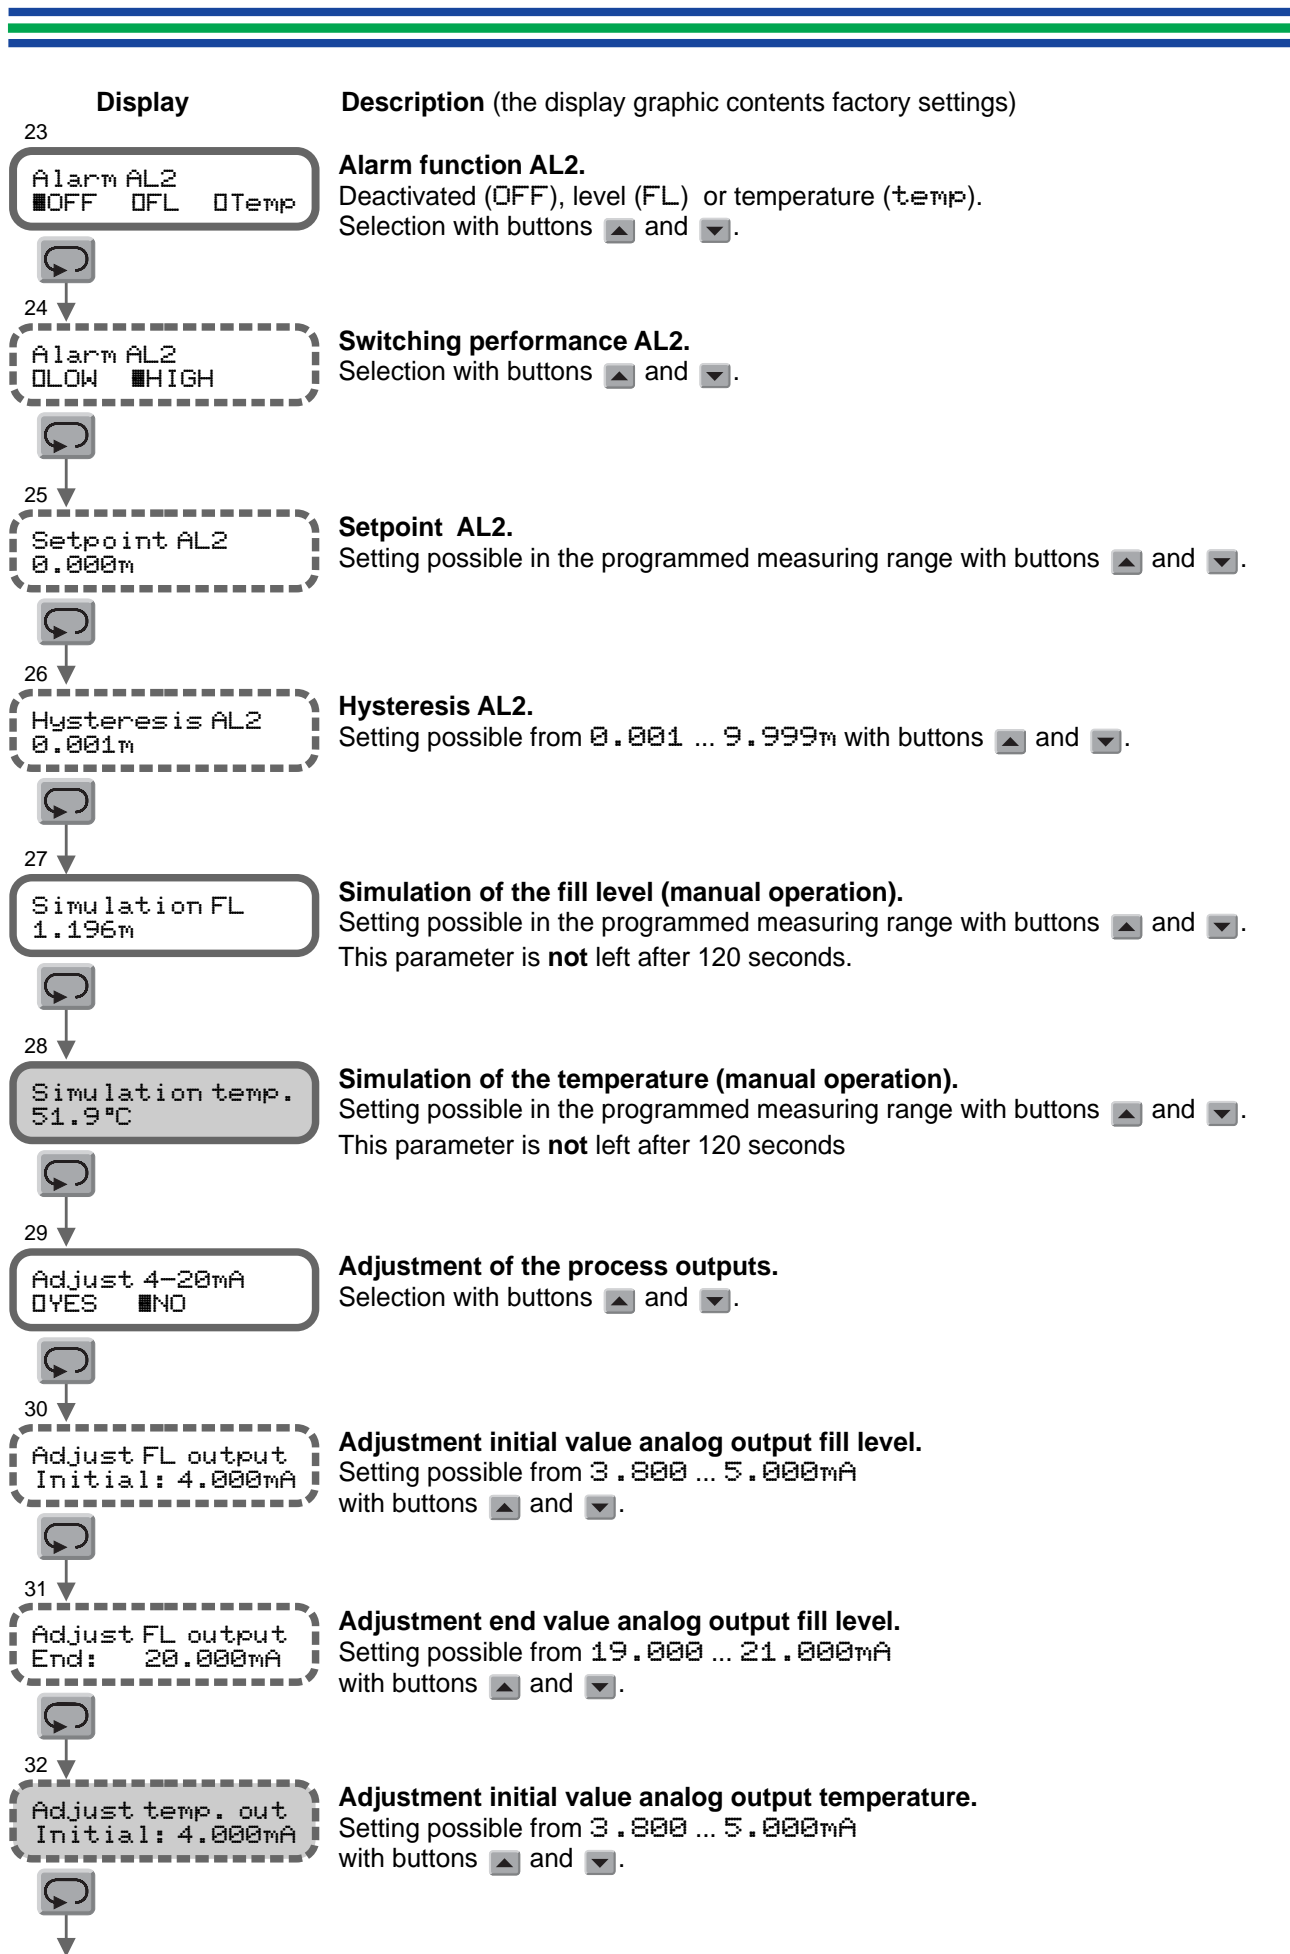 Display
Description (the display graphic contents factory settings)
23
Alarm AL2
▮OFF ▯FL ▯Temp
Alarm function AL2.
Deactivated (OFF), level (FL) or temperature (temp).
Selection with buttons ▲ and ▼.
24
Alarm AL2
▯LOW ▮HIGH
Switching performance AL2.
Selection with buttons ▲ and ▼.
25
Setpoint AL2
0.000m
Setpoint AL2.
Setting possible in the programmed measuring range with buttons ▲ and ▼.
26
Hysteresis AL2
0.001m
Hysteresis AL2.
Setting possible from 0.001 ... 9.999m with buttons ▲ and ▼.
27
Simulation FL
1.196m
Simulation of the fill level (manual operation).
Setting possible in the programmed measuring range with buttons ▲ and ▼.
This parameter is not left after 120 seconds.
28
Simulation temp.
51.9°C
Simulation of the temperature (manual operation).
Setting possible in the programmed measuring range with buttons ▲ and ▼.
This parameter is not left after 120 seconds
29
Adjust 4-20mA
▯YES ▮NO
Adjustment of the process outputs.
Selection with buttons ▲ and ▼.
30
Adjust FL output
Initial: 4.000mA
Adjustment initial value analog output fill level.
Setting possible from 3.800 ... 5.000mA
with buttons ▲ and ▼.
31
Adjust FL output
End: 20.000mA
Adjustment end value analog output fill level.
Setting possible from 19.000 ... 21.000mA
with buttons ▲ and ▼.
32
Adjust temp. out
Initial: 4.000mA
Adjustment initial value analog output temperature.
Setting possible from 3.800 ... 5.000mA
with buttons ▲ and ▼.